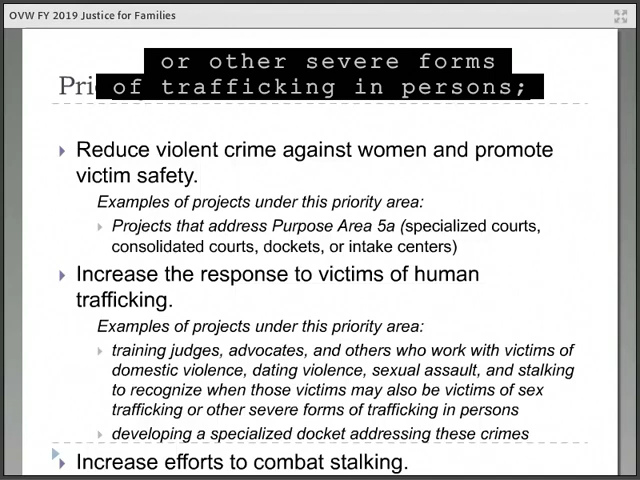 OVW FY 2019 Justice for Families
or other severe forms
of trafficking in persons;
Reduce violent crime against women and promote
victim safety.
Examples of projects under this priority area:
Projects that address Purpose Area 5a (specialized courts,
consolidated courts, dockets, or intake centers)
Increase the response to victims of human
trafficking.
Examples of projects under this priority area:
training judges, advocates, and others who work with victims of
domestic violence, dating violence, sexual assault, and stalking
to recognize when those victims may also be victims of sex
trafficking or other severe forms of trafficking in persons
developing a specialized docket addressing these crimes
Increase efforts to combat stalking.